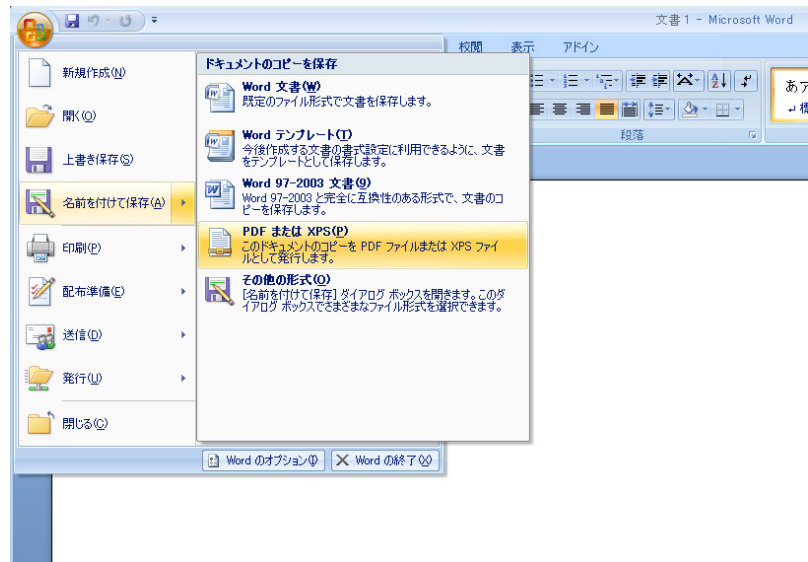 文書 1 - Microsoft Word
校閲 表示 アドイン
新規作成(N)
開く(O)
上書き保存(S)
名前を付けて保存(A)
印刷(P)
配布準備(E)
送信(D)
発行(U)
閉じる(C)
ドキュメントのコピーを保存
Word 文書(W)
既定のファイル形式で文書を保存します。
Word テンプレート(T)
今後作成する文書の書式設定に利用できるように、文書
をテンプレートとして保存します。
Word 97-2003 文書(9)
Word 97-2003 と完全に互換性のある形式で、文書のコ
ピーを保存します。
PDF または XPS(P)
このドキュメントのコピーを PDF ファイルまたは XPS ファイ
ルとして発行します。
その他の形式(O)
[名前を付けて保存] ダイアログ ボックスを開きます。このダ
イアログ ボックスでさまざまなファイル形式を選択できます。
段落
あア
Word のオプション(I)
Word の終了(X)